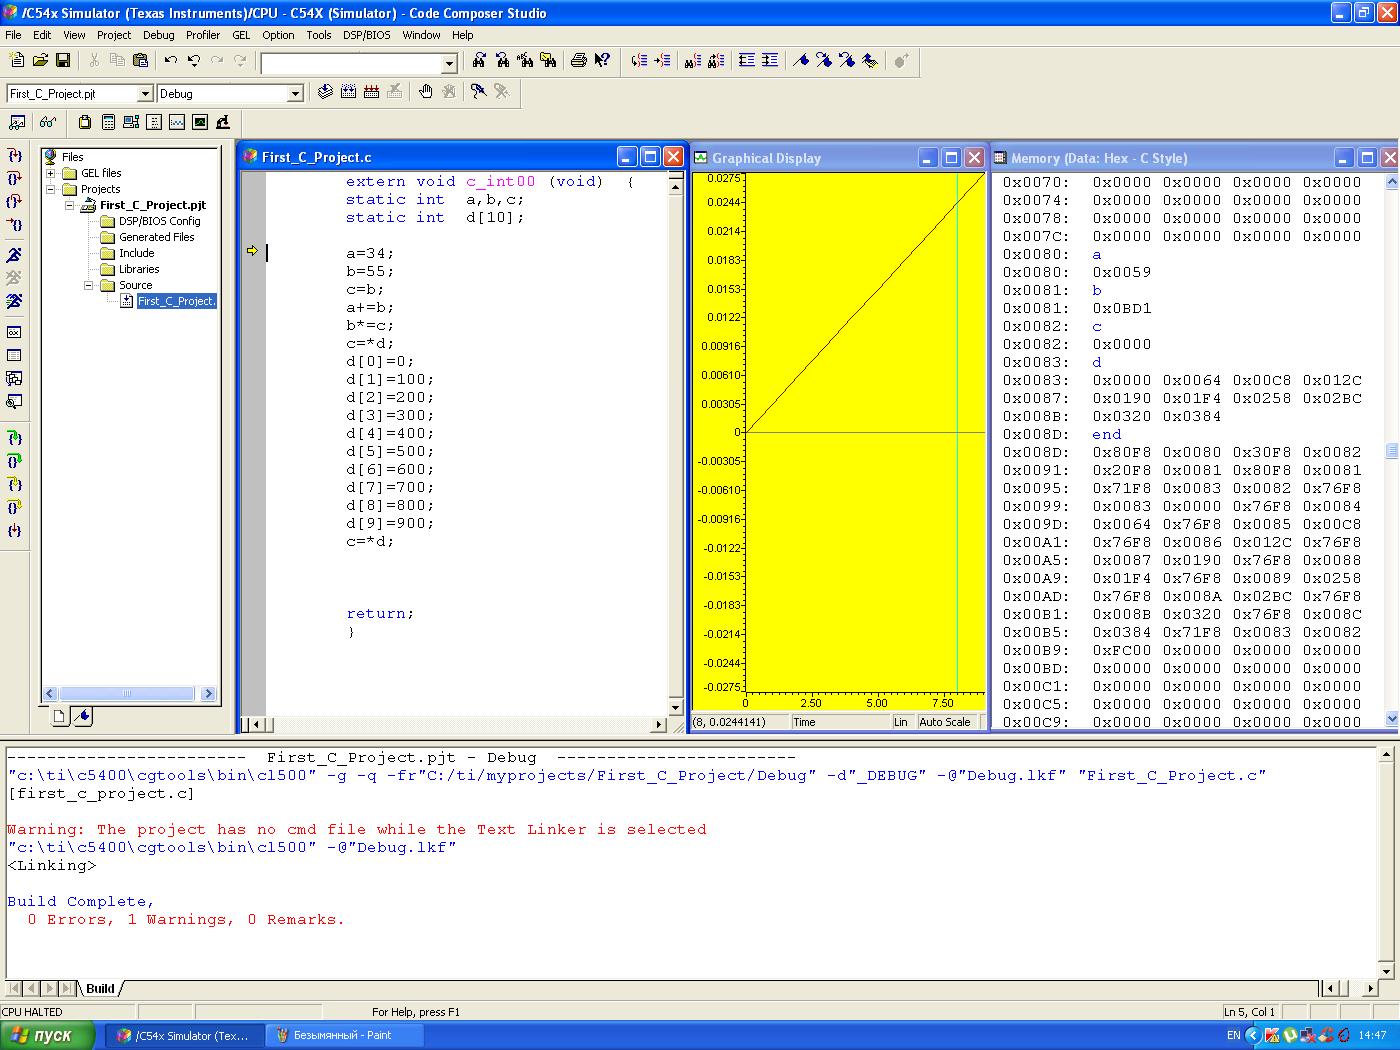 /C54x Simulator (Texas Instruments)/CPU - C54X (Simulator) - Code Composer Studio
File Edit View Project Debug Profiler GEL Option Tools DSP/BIOS Window Help
First_C_Project.pjt Debug
Files
GEL files
Projects
First_C_Project.pjt
DSP/BIOS Config
Generated Files
Include
Libraries
Source
First_C_Project.
First_C_Project.c
extern void c_int00 (void) {
static int a,b,c;
static int d[10];
a=34;
b=55;
c=b;
a+=b;
b*=c;
c=*d;
d[0]=0;
d[1]=100;
d[2]=200;
d[3]=300;
d[4]=400;
d[5]=500;
d[6]=600;
d[7]=700;
d[8]=800;
d[9]=900;
c=*d;
return;
}
Graphical Display
0.0275
0.0244
0.0214
0.0183
0.0153
0.0122
0.00916
0.00610
0.00305
0
-0.00305
-0.00610
-0.00916
-0.0122
-0.0153
-0.0183
-0.0214
-0.0244
-0.0275
0 2.50 5.00 7.50
(8, 0.0244141) Time Lin Auto Scale
Memory (Data: Hex - C Style)
0x0070: 0x0000 0x0000 0x0000 0x0000
0x0074: 0x0000 0x0000 0x0000 0x0000
0x0078: 0x0000 0x0000 0x0000 0x0000
0x007C: 0x0000 0x0000 0x0000 0x0000
0x0080: a
0x0080: 0x0059
0x0081: b
0x0081: 0x0BD1
0x0082: c
0x0082: 0x0000
0x0083: d
0x0083: 0x0000 0x0064 0x00C8 0x012C
0x0087: 0x0190 0x01F4 0x0258 0x02BC
0x008B: 0x0320 0x0384
0x008D: end
0x008D: 0x80F8 0x0080 0x30F8 0x0082
0x0091: 0x20F8 0x0081 0x80F8 0x0081
0x0095: 0x71F8 0x0083 0x0082 0x76F8
0x0099: 0x0083 0x0000 0x76F8 0x0084
0x009D: 0x0064 0x76F8 0x0085 0x00C8
0x00A1: 0x76F8 0x0086 0x012C 0x76F8
0x00A5: 0x0087 0x0190 0x76F8 0x0088
0x00A9: 0x01F4 0x76F8 0x0089 0x0258
0x00AD: 0x76F8 0x008A 0x02BC 0x76F8
0x00B1: 0x008B 0x0320 0x76F8 0x008C
0x00B5: 0x0384 0x71F8 0x0083 0x0082
0x00B9: 0xFC00 0x0000 0x0000 0x0000
0x00BD: 0x0000 0x0000 0x0000 0x0000
0x00C1: 0x0000 0x0000 0x0000 0x0000
0x00C5: 0x0000 0x0000 0x0000 0x0000
0x00C9: 0x0000 0x0000 0x0000 0x0000
------------------------ First_C_Project.pjt - Debug ------------------------
"c:\ti\c5400\cgtools\bin\cl500" -g -q -fr"C:/ti/myprojects/First_C_Project/Debug" -d"_DEBUG" -@"Debug.lkf" "First_C_Project.c"
[first_c_project.c]
Warning: The project has no cmd file while the Text Linker is selected
"c:\ti\c5400\cgtools\bin\cl500" -@"Debug.lkf"
<Linking>
Build Complete,
0 Errors, 1 Warnings, 0 Remarks.
Build
CPU HALTED For Help, press F1 Ln 5, Col 1
пуск /C54x Simulator (Tex... Безымянный - Paint EN 14:47